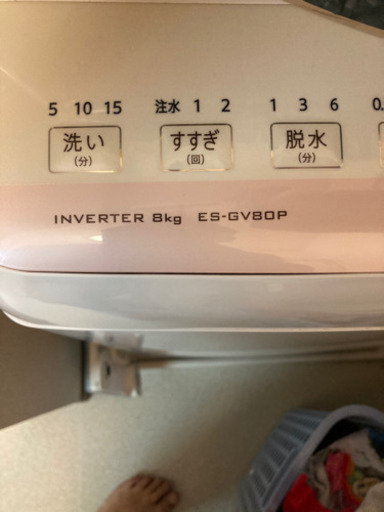 5 10 15 注水 1 2 1 3 6
洗い すすぎ 脱水
(分) (回) (分)
INVERTER 8kg ES-GV80P